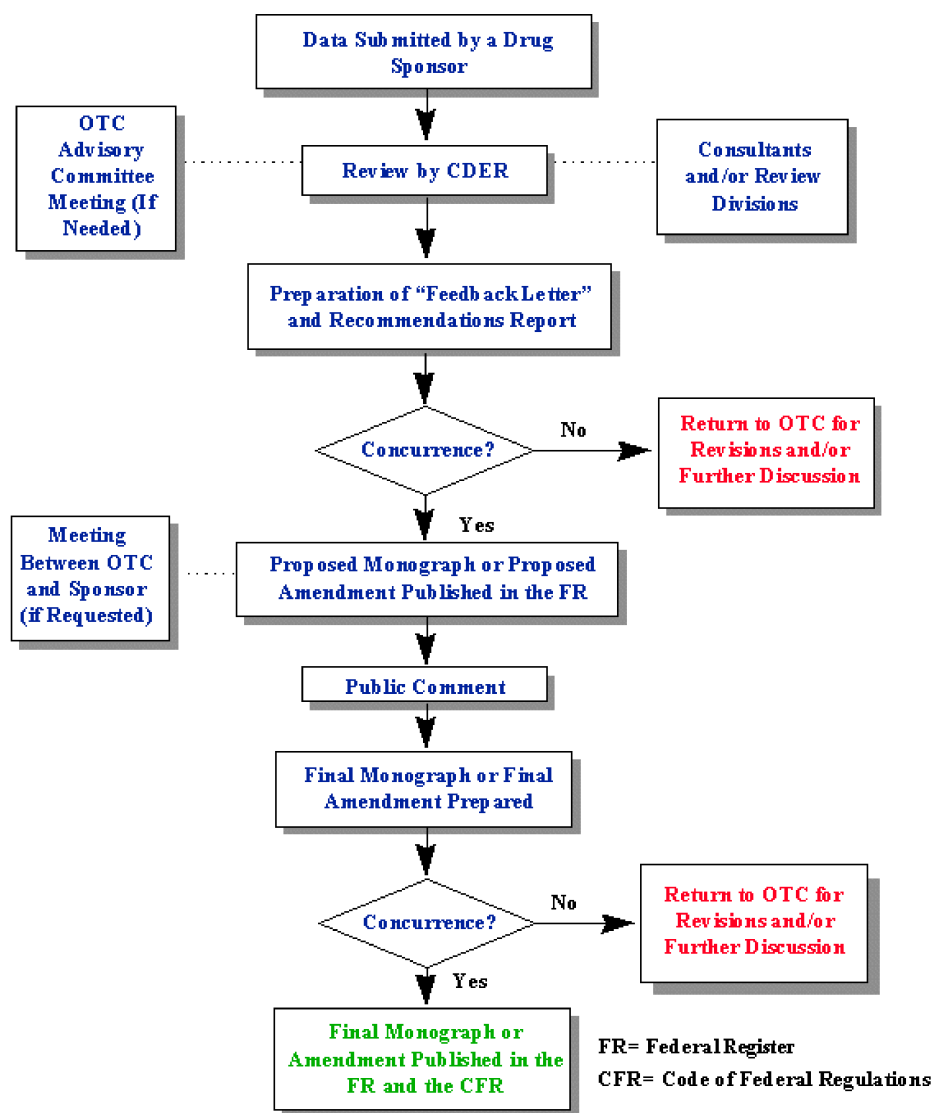 Data Submitted by a Drug
Sponsor
OTC
Advisory
Committee
Meeting (If
Needed)
Review by CDER
Consultants
and/or Review
Divisions
Preparation of “Feedback Letter”
and Recommendations Report
Concurrence?
No
Return to OTC for
Revisions and/or
Further Discussion
Yes
Meeting
Between OTC
and Sponsor
(if Requested)
Proposed Monograph or Proposed
Amendment Published in the FR
Public Comment
Final Monograph or Final
Amendment Prepared
Concurrence?
No
Return to OTC for
Revisions and/or
Further Discussion
Yes
Final Monograph or
Amendment Published in the
FR and the CFR
FR= Federal Register
CFR= Code of Federal Regulations